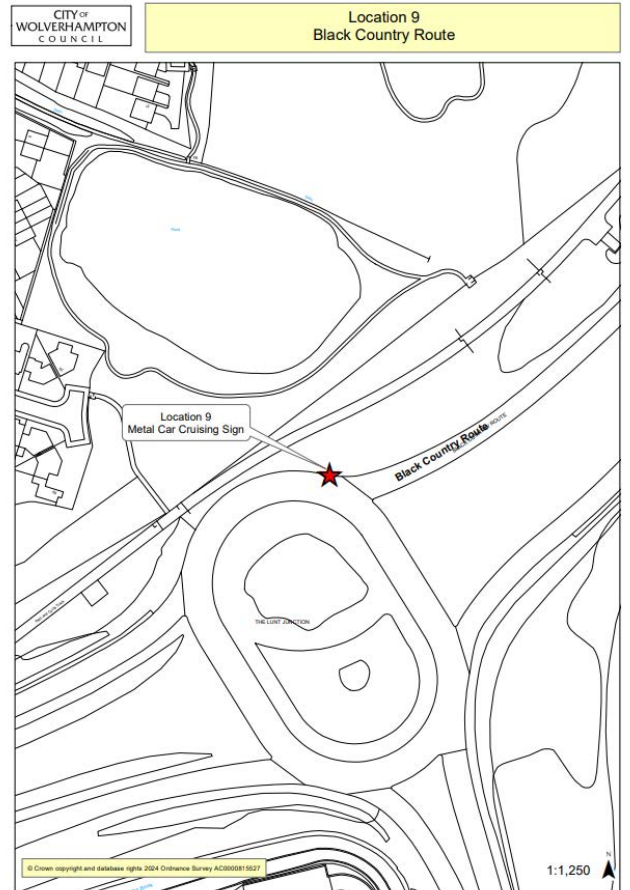 CITY OF
WOLVERHAMPTON
COUNCIL
Location 9
Black Country Route
Location 9
Metal Car Cruising Sign
Black Country Route
THE LUNT JUNCTION
© Crown copyright and database rights 2024 Ordnance Survey AC0000815527
1:1,250
N